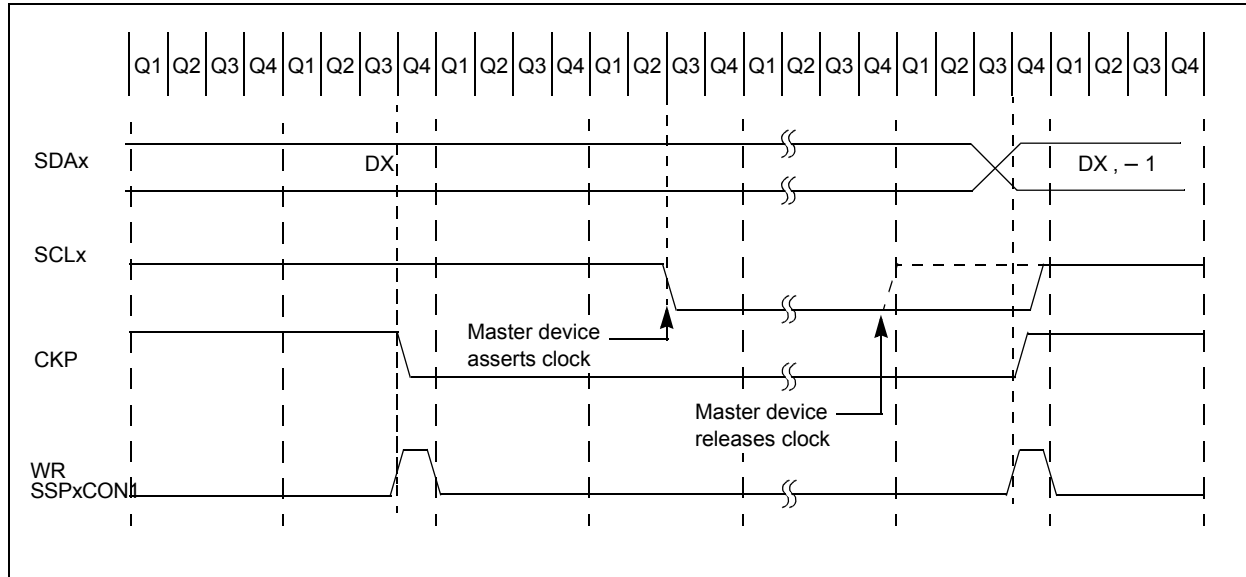 Q1 Q2 Q3 Q4 Q1 Q2 Q3 Q4 Q1 Q2 Q3 Q4 Q1 Q2 Q3 Q4 Q1 Q2 Q3 Q4 Q1 Q2 Q3 Q4 Q1 Q2 Q3 Q4
SDAx
DX
DX , – 1
SCLx
Master device
asserts clock
CKP
Master device
releases clock
WR
SSPxCON1